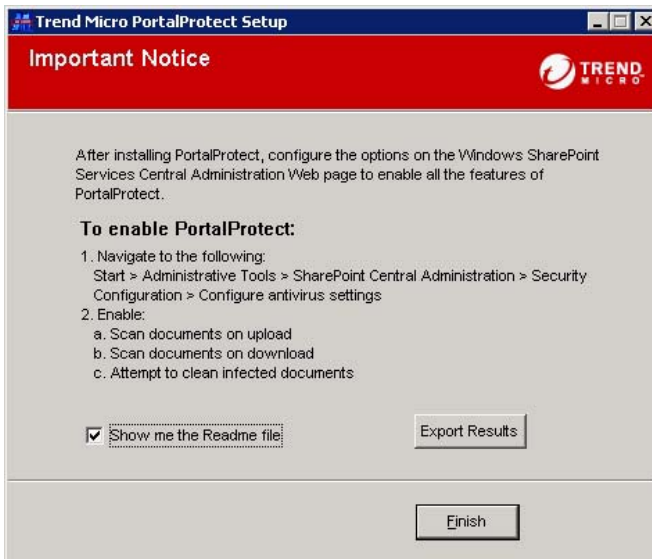 Trend Micro PortalProtect Setup
Important Notice
TREND
MICRO
After installing PortalProtect, configure the options on the Windows SharePoint
Services Central Administration Web page to enable all the features of
PortalProtect.
To enable PortalProtect:
1. Navigate to the following:
Start > Administrative Tools > SharePoint Central Administration > Security
Configuration > Configure antivirus settings
2. Enable:
a. Scan documents on upload
b. Scan documents on download
c. Attempt to clean infected documents
Show me the Readme file
Export Results
Finish